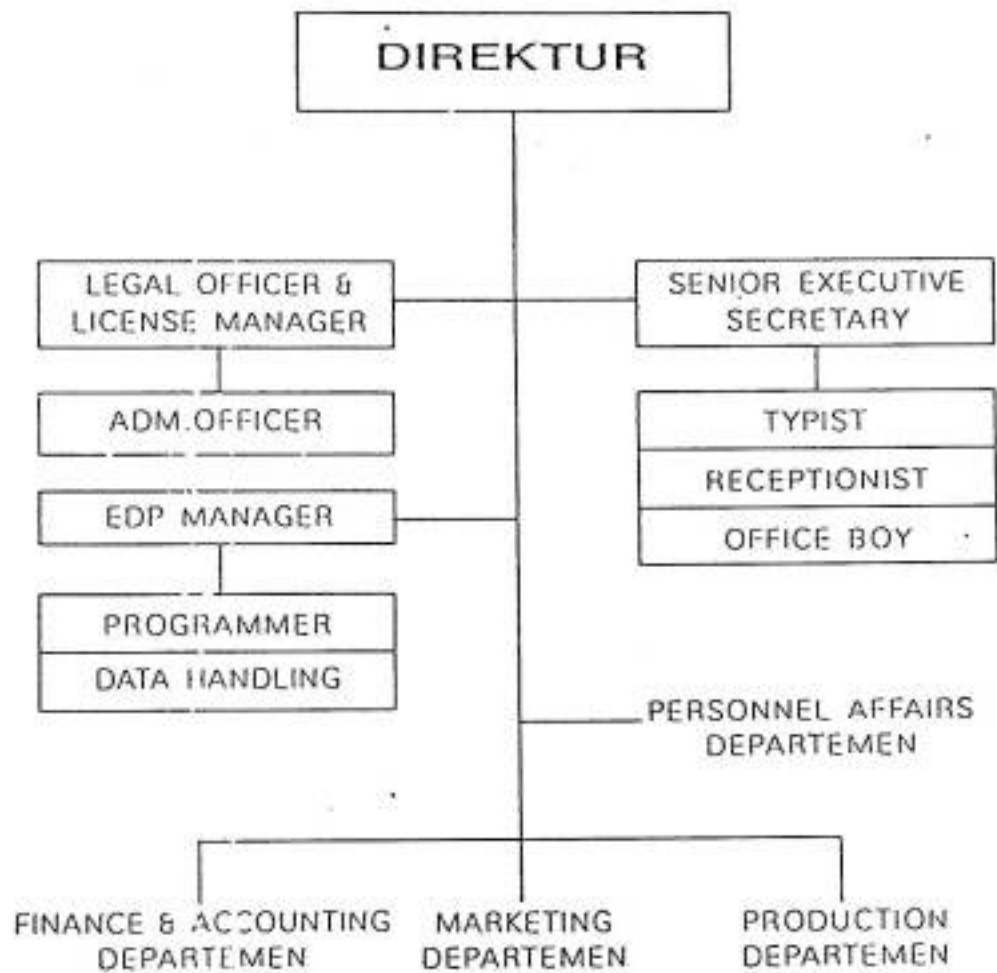 DIREKTUR
LEGAL OFFICER &
LICENSE MANAGER
SENIOR EXECUTIVE
SECRETARY
ADM.OFFICER
TYPIST
RECEPTIONIST
OFFICE BOY
EDP MANAGER
PROGRAMMER
DATA HANDLING
PERSONNEL AFFAIRS
DEPARTEMEN
FINANCE & ACCOUNTING
DEPARTEMEN
MARKETING
DEPARTEMEN
PRODUCTION
DEPARTEMEN